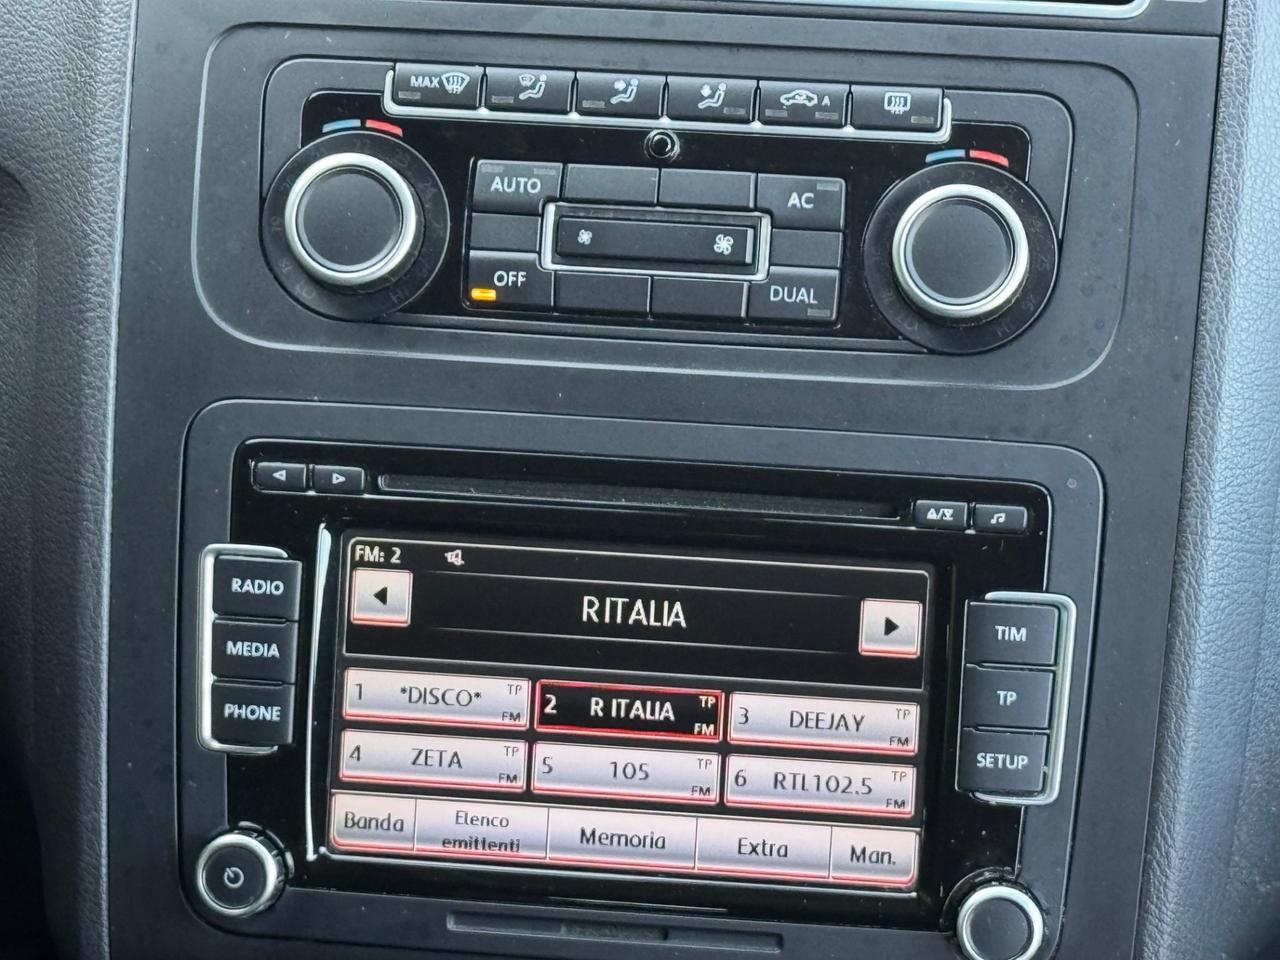 MAX
A
AUTO
AC
OFF
DUAL
FM: 2
RADIO
MEDIA
PHONE
R ITALIA
TIM
TP
SETUP
1 *DISCO* TP FM
2 R ITALIA TP FM
3 DEEJAY TP FM
4 ZETA TP FM
5 105 TP FM
6 RTL102.5 TP FM
Banda
Elenco
emittenti
Memoria
Extra
Man.